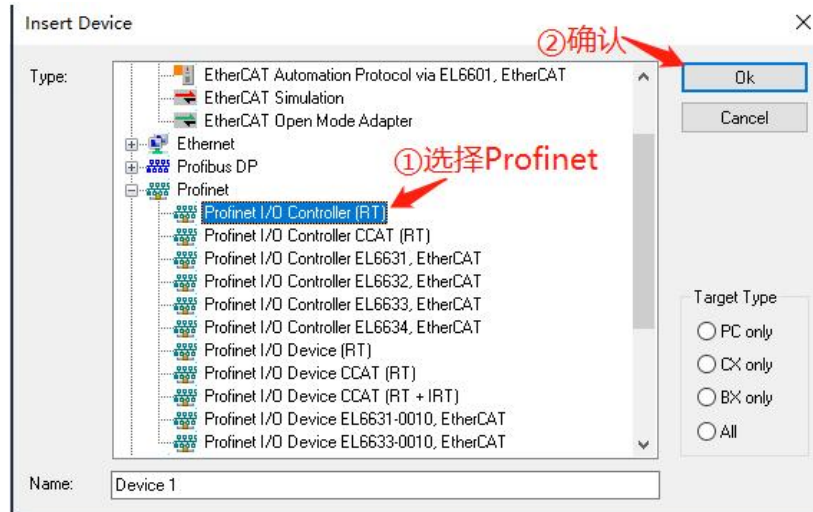 Insert Device
②确认
Type:
EtherCAT Automation Protocol via EL6601, EtherCAT
Ok
EtherCAT Simulation
EtherCAT Open Mode Adapter
Cancel
Ethernet
Profibus DP
①选择Profinet
Profinet
Profinet I/O Controller (RT)
Profinet I/O Controller CCAT (RT)
Profinet I/O Controller EL6631, EtherCAT
Profinet I/O Controller EL6632, EtherCAT
Profinet I/O Controller EL6633, EtherCAT
Profinet I/O Controller EL6634, EtherCAT
Profinet I/O Device (RT)
Profinet I/O Device CCAT (RT)
Profinet I/O Device CCAT (RT + IRT)
Profinet I/O Device EL6631-0010, EtherCAT
Profinet I/O Device EL6633-0010, EtherCAT
Target Type
PC only
CX only
BX only
All
Name:
Device 1